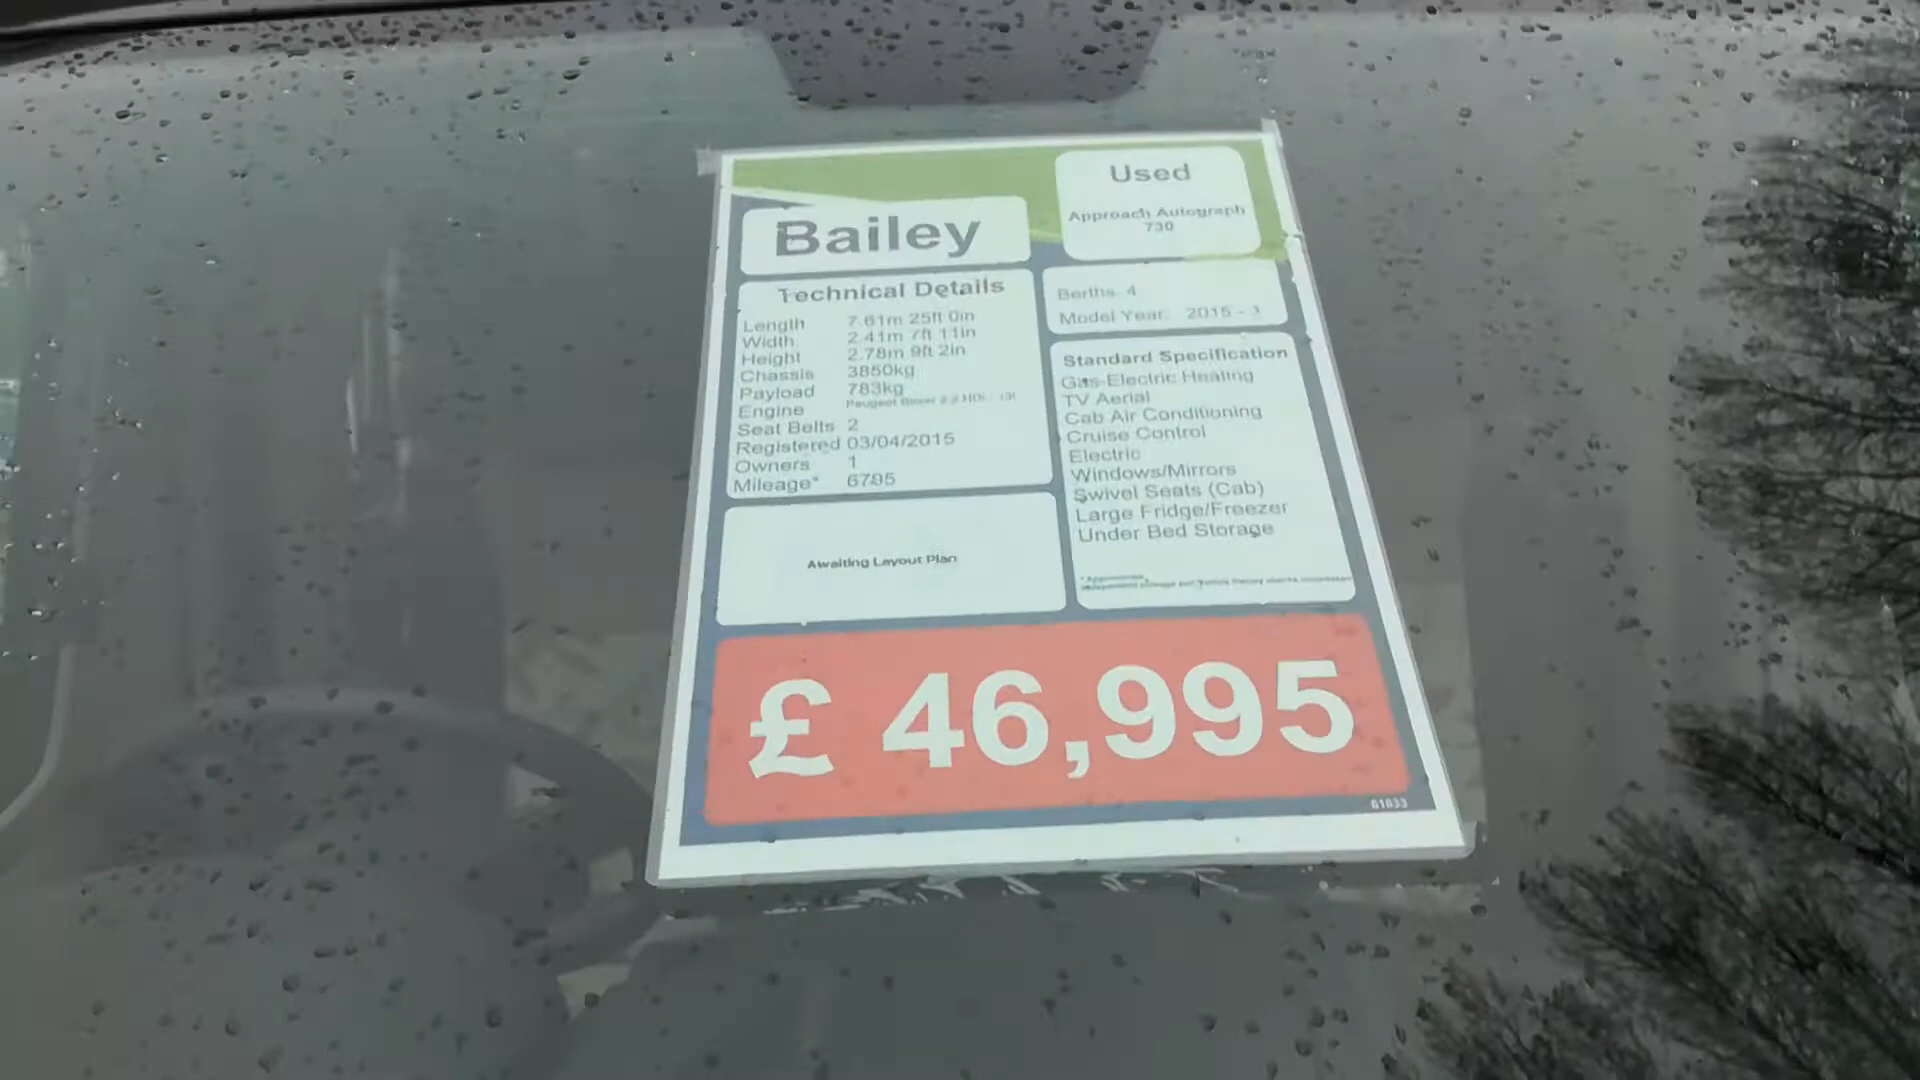 Used
Approach Autograph
730
Bailey
Technical Details
Length 7.61m 25ft 0in
Width 2.41m 7ft 11in
Height 2.78m 9ft 2in
Chassis 3850kg
Payload 783kg
Engine Peugeot Boxer
Seat Belts 2
Registered 03/04/2015
Owners 1
Mileage* 6795
Berths 4
Model Year 2015 -
Standard Specification
Gas-Electric Heating
TV Aerial
Cab Air Conditioning
Cruise Control
Electric
Windows/Mirrors
Swivel Seats (Cab)
Large Fridge/Freezer
Under Bed Storage
Awaiting Layout Plan
£ 46,995
61833